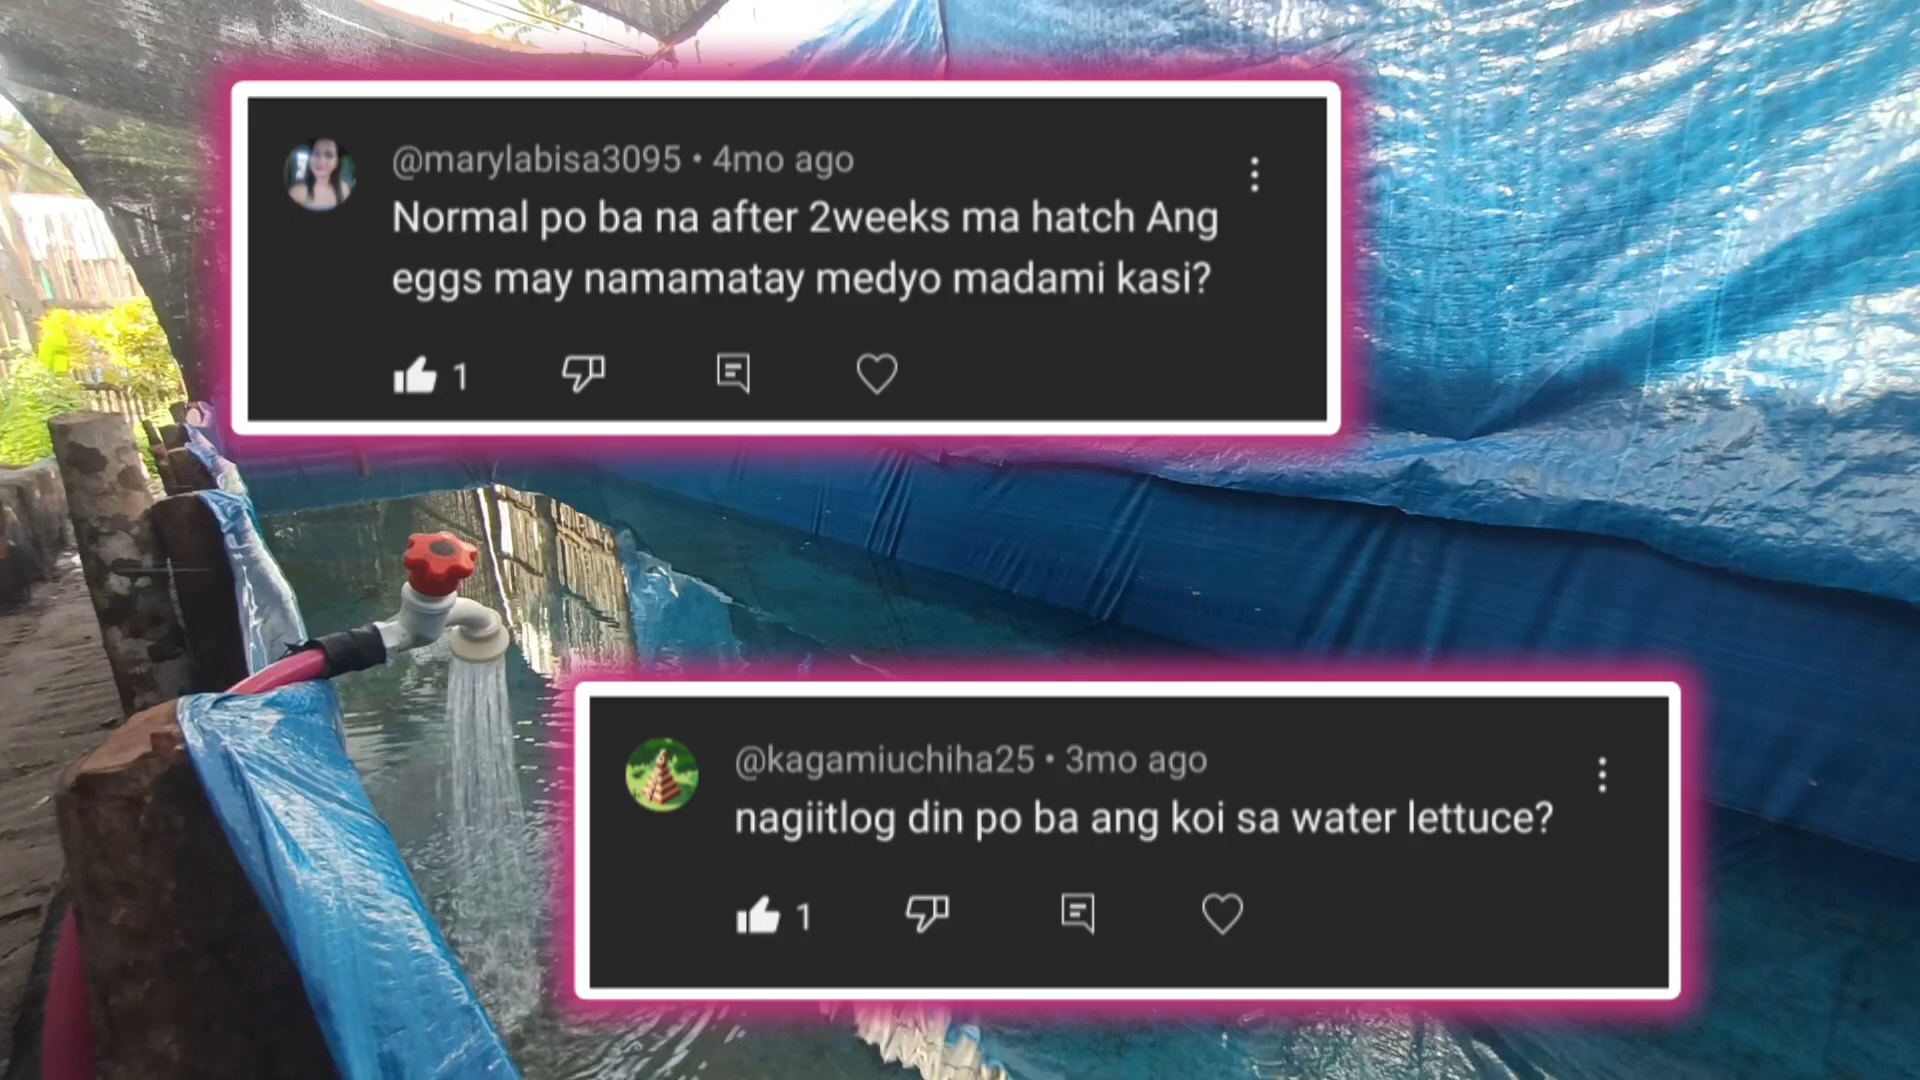 @marylabisa3095 • 4mo ago
Normal po ba na after 2weeks ma hatch Ang
eggs may namamatay medyo madami kasi?
1
@kagamiuchiha25 • 3mo ago
nagiitlog din po ba ang koi sa water lettuce?
1